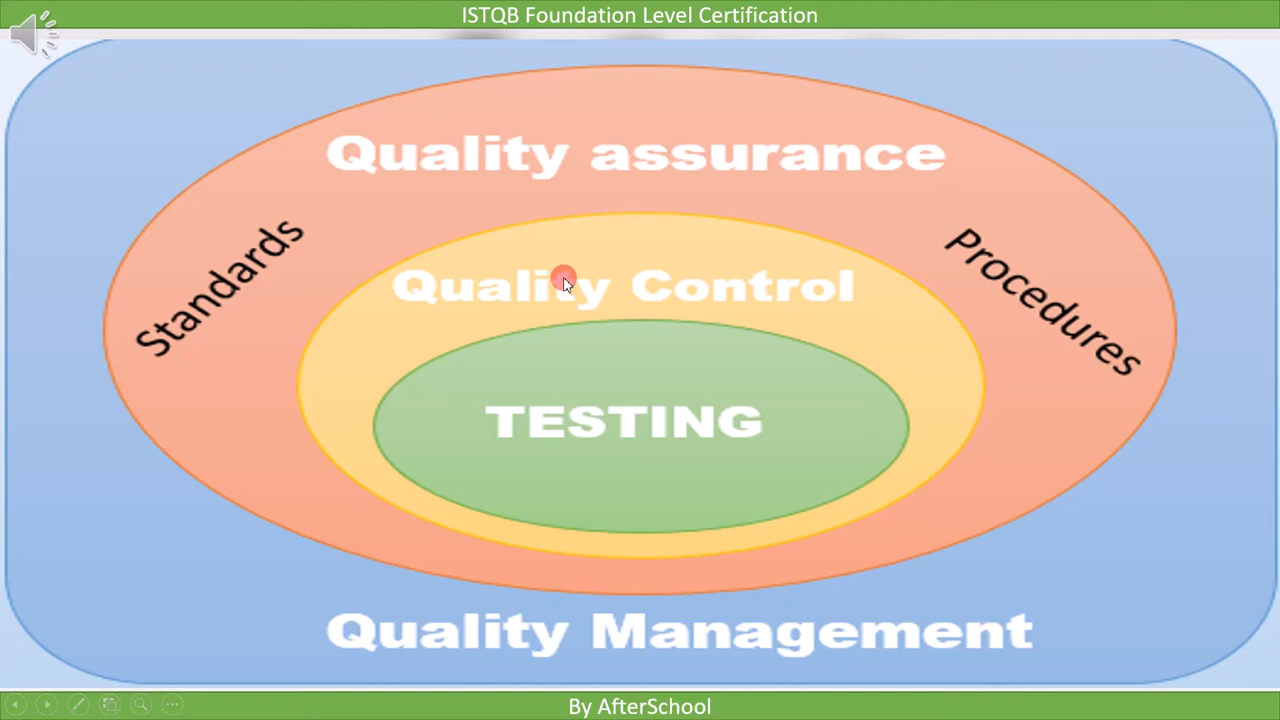 ISTQB Foundation Level Certification
Quality assurance
Standards
Procedures
Quality Control
TESTING
Quality Management
By AfterSchool